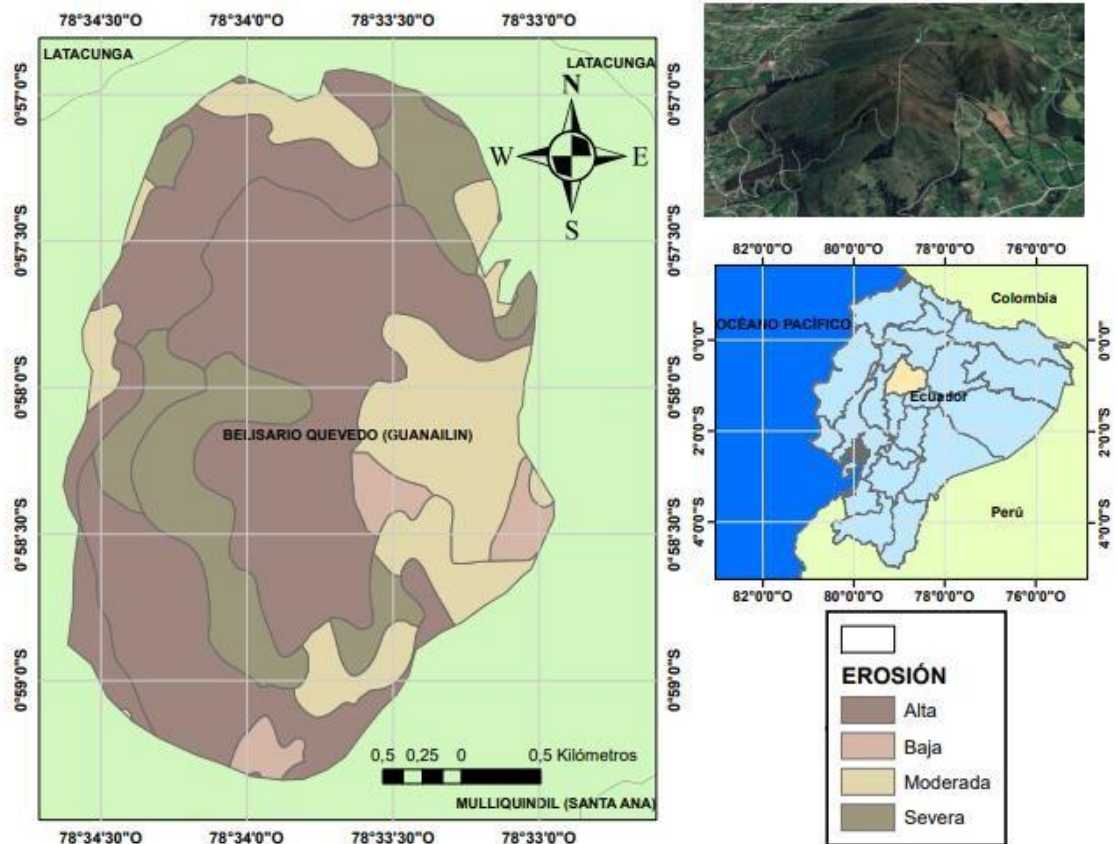 78°34'30"O 78°34'0"O 78°33'30"O 78°33'0"O
LATACUNGA
LATACUNGA
0°57'0"S
0°57'0"S
N
W E
S
0°57'30"S
0°57'30"S
0°58'0"S
0°58'0"S
BELISARIO QUEVEDO (GUANAILIN)
0°58'30"S
0°58'30"S
0°59'0"S
0°59'0"S
0,5 0,25 0 0,5 Kilómetros
MULLIQUINDIL (SANTA ANA)
78°34'30"O 78°34'0"O 78°33'30"O 78°33'0"O
82°0'0"O 80°0'0"O 78°0'0"O 76°0'0"O
Colombia
OCÉANO PACÍFICO
0°0'0"
0°0'0"
Ecuador
2°0'0"S
2°0'0"S
Perú
4°0'0"S
4°0'0"S
82°0'0"O 80°0'0"O 78°0'0"O 76°0'0"O
EROSIÓN
Alta
Baja
Moderada
Severa